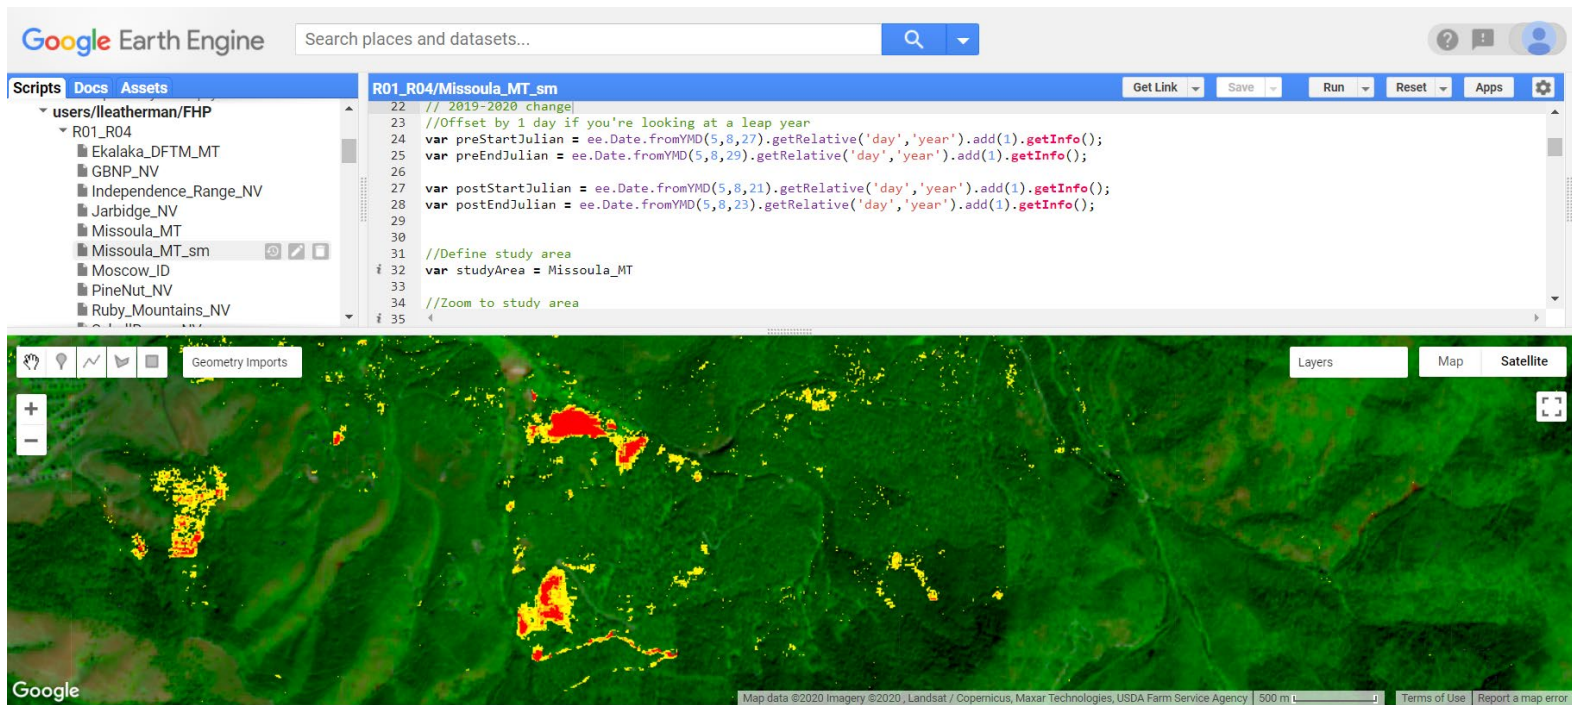 Google Earth Engine
Search places and datasets...
Scripts Docs Assets
users/lleatherman/FHP
R01_R04
Ekalaka_DFTM_MT
GBNP_NV
Independence_Range_NV
Jarbidge_NV
Missoula_MT
Missoula_MT_sm
Moscow_ID
PineNut_NV
Ruby_Mountains_NV
R01_R04/Missoula_MT_sm
Get Link Save Run Reset Apps
22 // 2019-2020 change
23 //Offset by 1 day if you're looking at a leap year
24 var preStartJulian = ee.Date.fromYMD(5,8,27).getRelative('day','year').add(1).getInfo();
25 var preEndJulian = ee.Date.fromYMD(5,8,29).getRelative('day','year').add(1).getInfo();
26
27 var postStartJulian = ee.Date.fromYMD(5,8,21).getRelative('day','year').add(1).getInfo();
28 var postEndJulian = ee.Date.fromYMD(5,8,23).getRelative('day','year').add(1).getInfo();
29
30
31 //Define study area
i 32 var studyArea = Missoula_MT
33
34 //Zoom to study area
i 35
Geometry Imports
Layers
Map Satellite
Google
Map data ©2020 Imagery ©2020 , Landsat / Copernicus, Maxar Technologies, USDA Farm Service Agency 500 m Terms of Use Report a map error